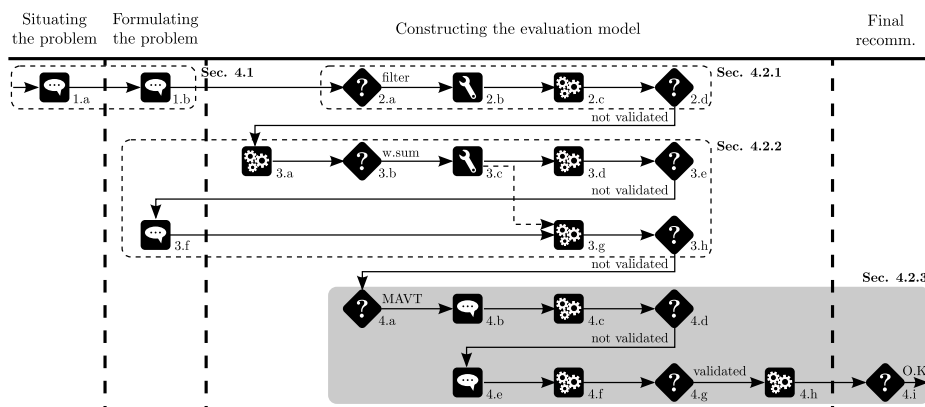 Situating
the problem
Formulating
the problem
Constructing the evaluation model
Final
recomm.
Sec. 4.1
Sec. 4.2.1
1.a
1.b
filter
2.a
2.b
2.c
2.d
not validated
Sec. 4.2.2
3.a
w.sum
3.b
3.c
3.d
3.e
not validated
3.f
3.g
3.h
not validated
Sec. 4.2.3
MAVT
4.a
4.b
4.c
4.d
not validated
4.e
4.f
validated
4.g
4.h
O.K
4.i